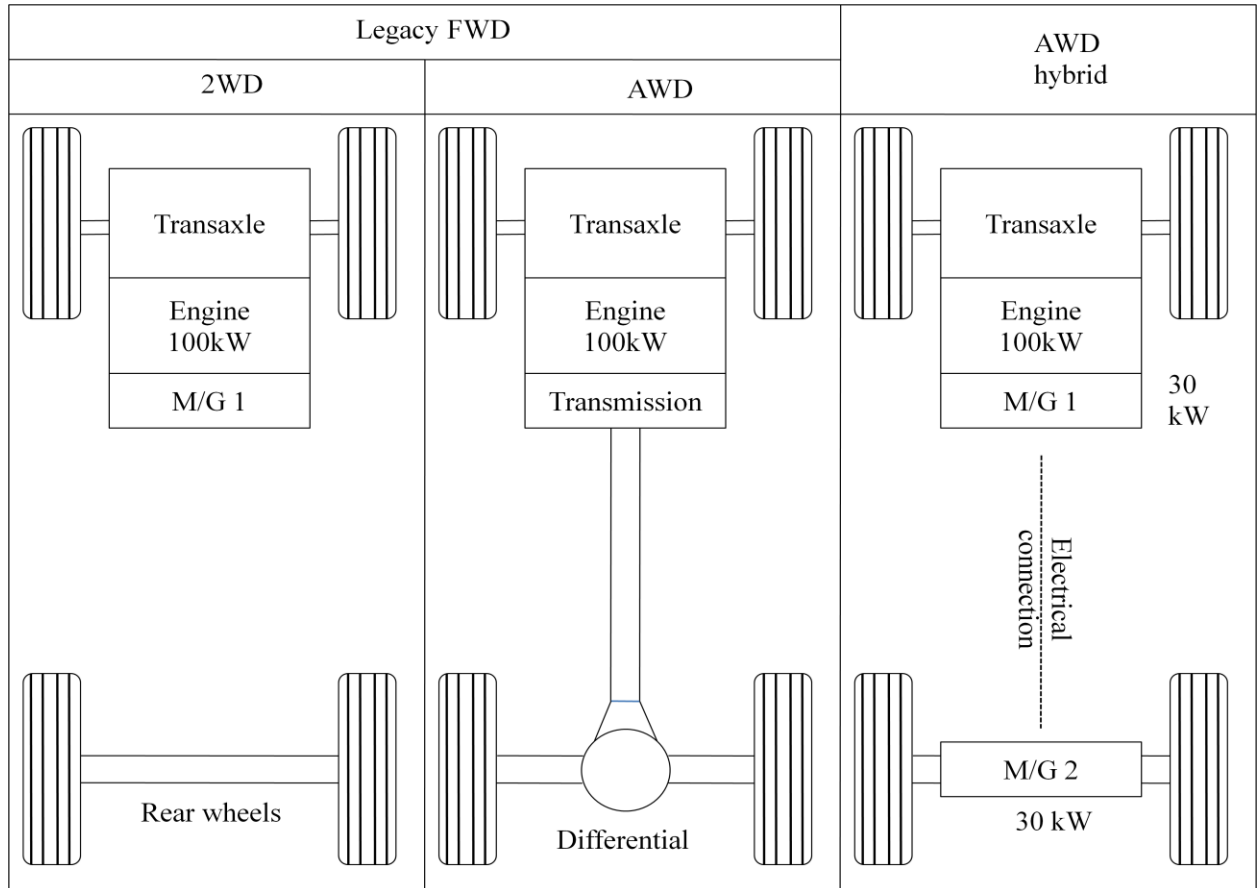 Legacy FWD
AWD
hybrid
2WD
AWD
Transaxle
Engine
100kW
M/G 1
Rear wheels
Transaxle
Engine
100kW
Transmission
Differential
Transaxle
Engine
100kW
M/G 1
30
kW
Electrical
connection
M/G 2
30 kW